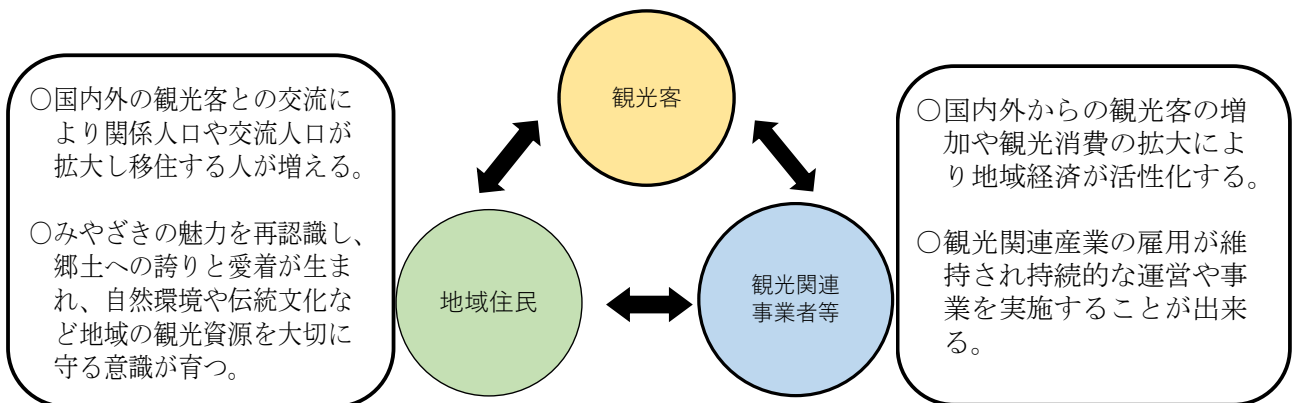 観光客
○国内外の観光客との交流に
より関係人口や交流人口が
拡大し移住する人が増える。
○みやざきの魅力を再認識し、
郷土への誇りと愛着が生ま
れ、自然環境や伝統文化な
ど地域の観光資源を大切に
守る意識が育つ。
地域住民
観光関連
事業者等
○国内外からの観光客の増
加や観光消費の拡大によ
り地域経済が活性化する。
○観光関連産業の雇用が維
持され持続的な運営や事
業を実施することが出来
る。